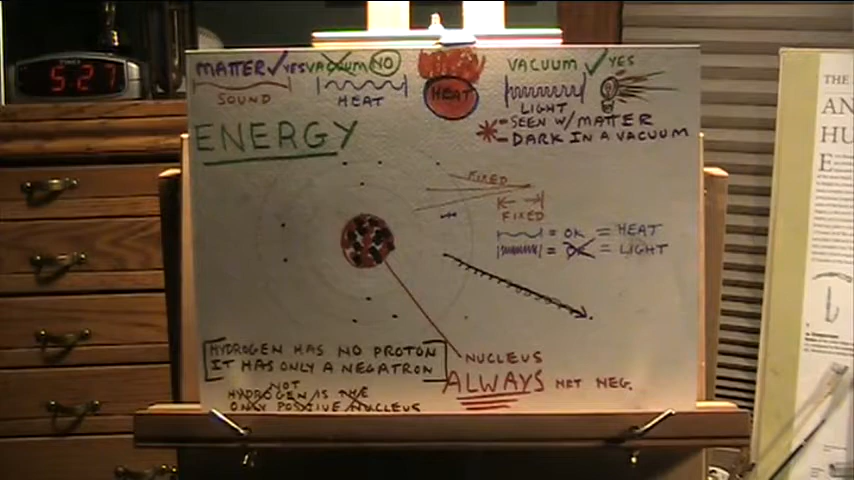 5:27
MATTER YES VACUUM NO
VACUUM YES
SOUND
HEAT
HEAT
LIGHT
= SEEN W/ MATTER
- DARK IN A VACUUM
ENERGY
FIXED
FIXED
= OK = HEAT
= OK = LIGHT
HYDROGEN HAS NO PROTON
IT HAS ONLY A NEGATRON
NUCLEUS
ALWAYS NET NEG.
NOT
HYDROGEN IS THE
ONLY POSITIVE NUCLEUS
THE
AN
HU
E